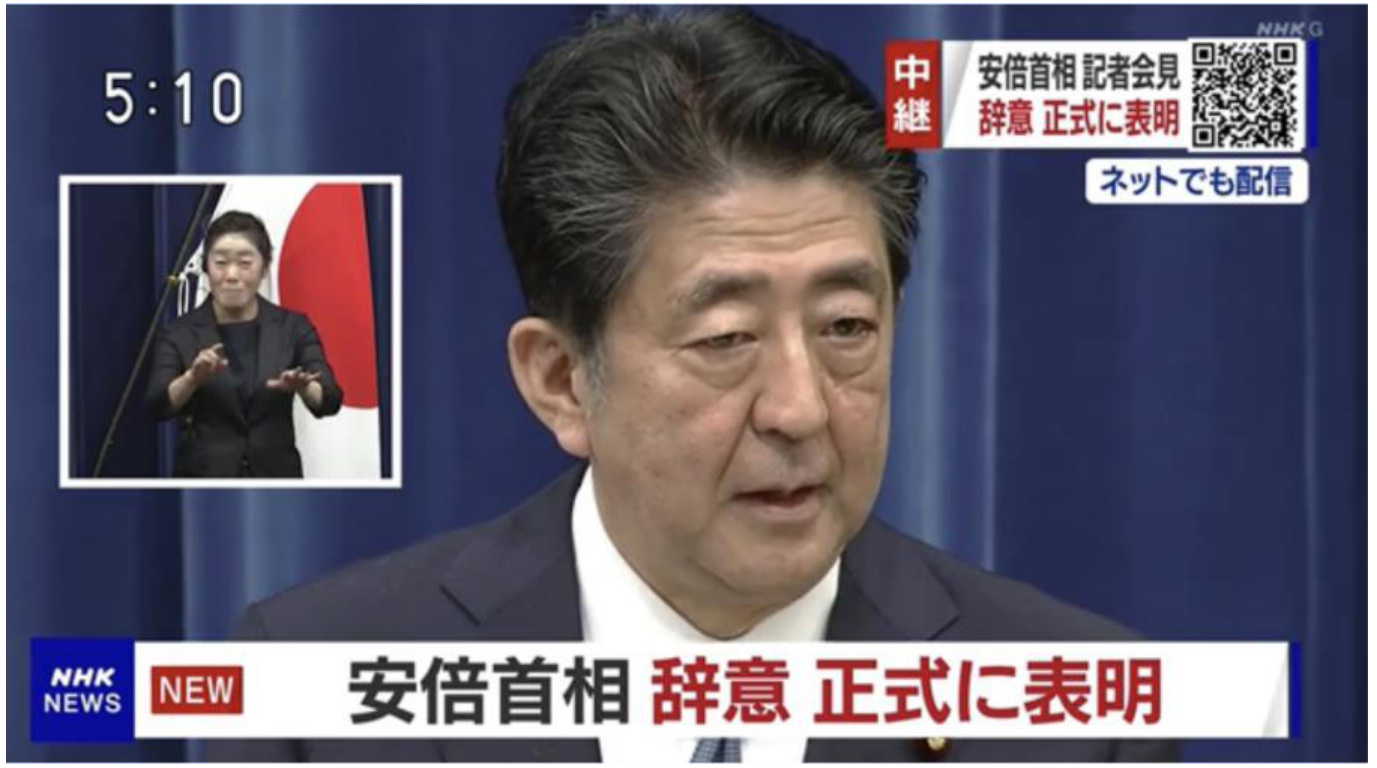 NHK G
5:10
中継
安倍首相 記者会見
辞意 正式に表明
ネットでも配信
NHK
NEWS
NEW
安倍首相 辞意 正式に表明